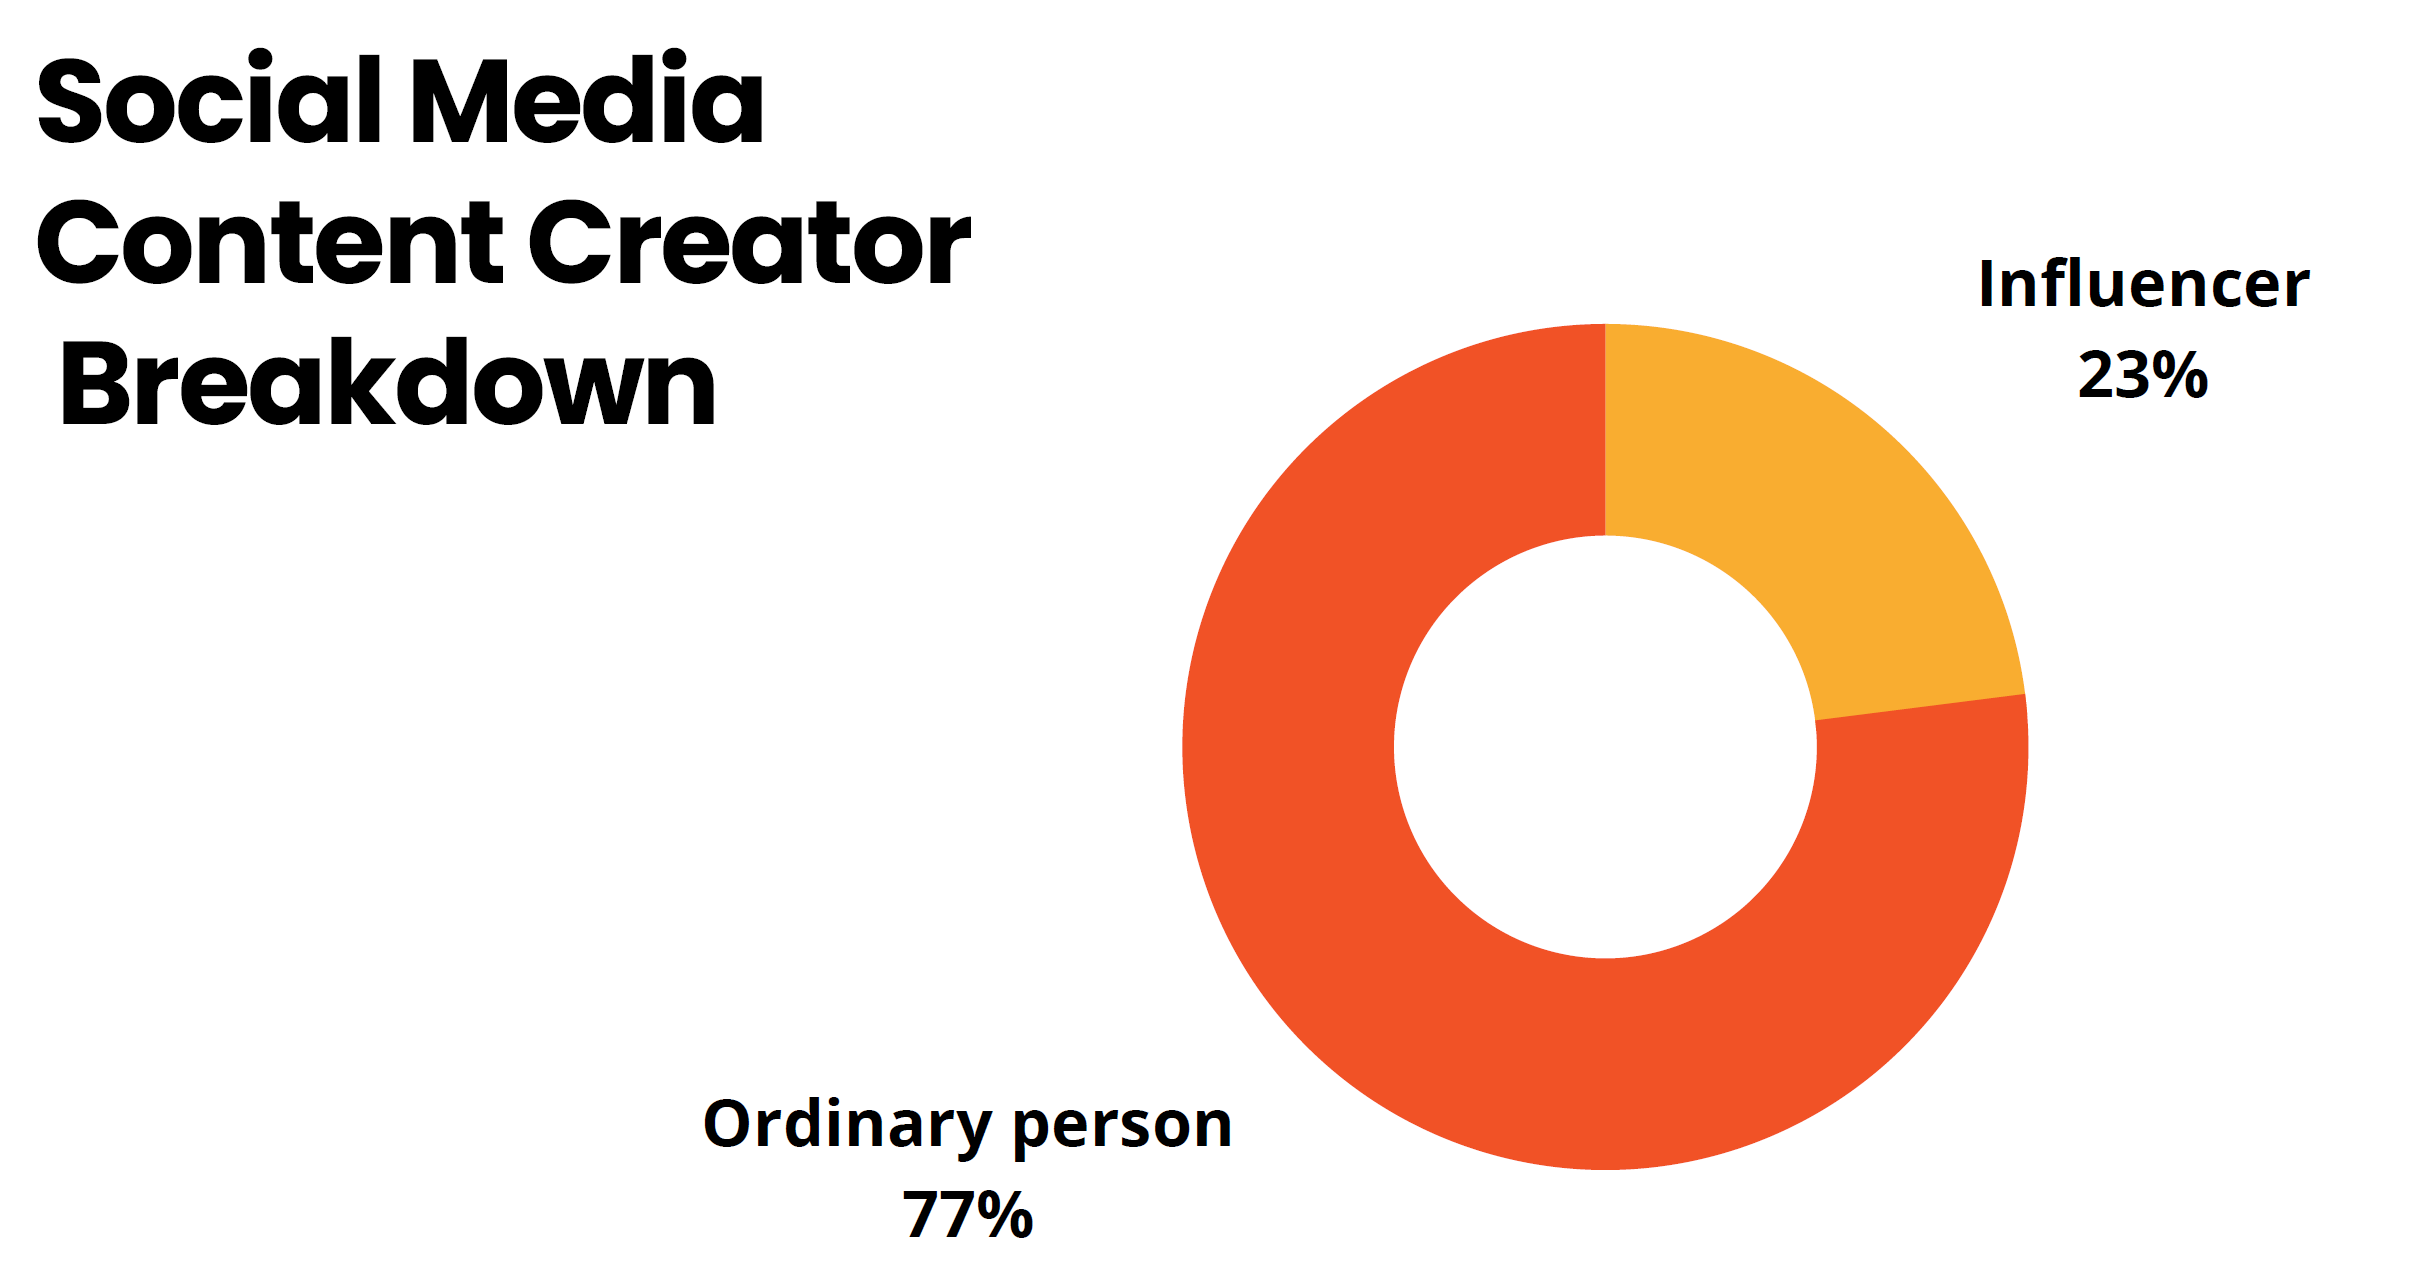 Social Media
Content Creator
Breakdown
Influencer
23%
Ordinary person
77%